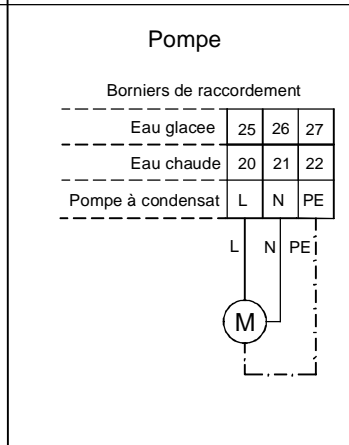 Pompe
Borniers de raccordement
Eau glacee 25 26 27
Eau chaude 20 21 22
Pompe à condensat L N PE
L N PE
M